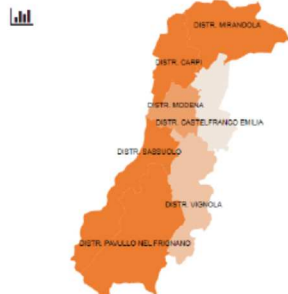 DISTR. MIRANDOLA
DISTR. CARPI
DISTR. MODENA
DISTR. CASTELFRANCO EMILIA
DISTR. SASSUOLO
DISTR. VIGNOLA
DISTR. PAVULLO NEL FRIGNANO